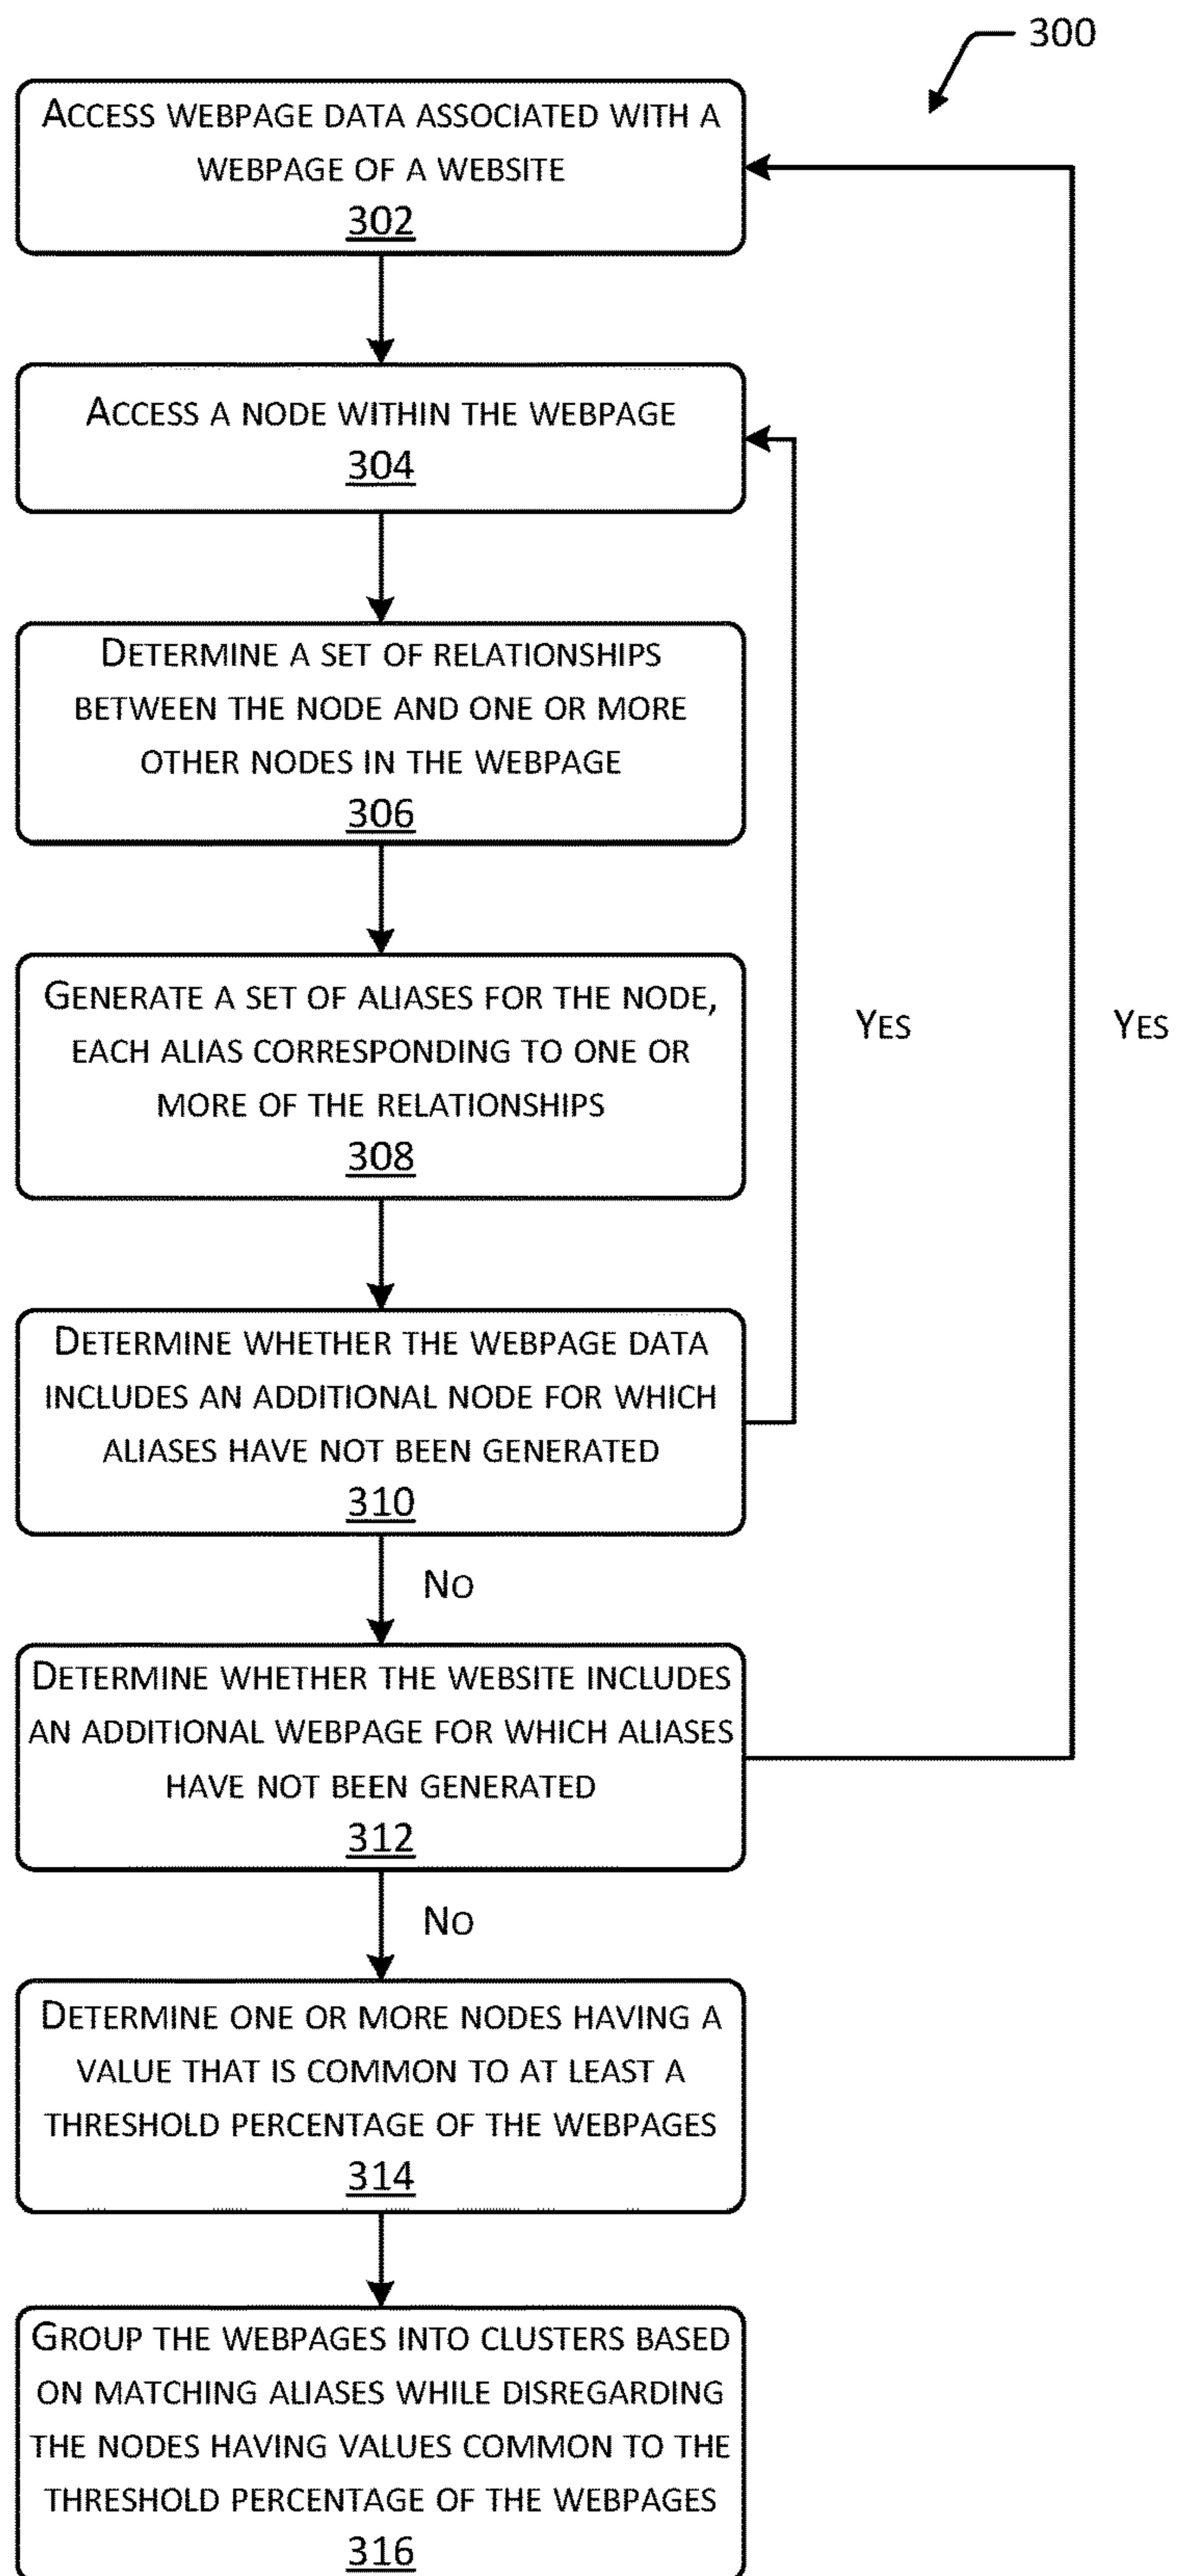 300
ACCESS WEBPAGE DATA ASSOCIATED WITH A
WEBPAGE OF A WEBSITE
302
ACCESS A NODE WITHIN THE WEBPAGE
304
DETERMINE A SET OF RELATIONSHIPS
BETWEEN THE NODE AND ONE OR MORE
OTHER NODES IN THE WEBPAGE
306
GENERATE A SET OF ALIASES FOR THE NODE,
EACH ALIAS CORRESPONDING TO ONE OR
MORE OF THE RELATIONSHIPS
308
YES
YES
DETERMINE WHETHER THE WEBPAGE DATA
INCLUDES AN ADDITIONAL NODE FOR WHICH
ALIASES HAVE NOT BEEN GENERATED
310
NO
DETERMINE WHETHER THE WEBSITE INCLUDES
AN ADDITIONAL WEBPAGE FOR WHICH ALIASES
HAVE NOT BEEN GENERATED
312
NO
DETERMINE ONE OR MORE NODES HAVING A
VALUE THAT IS COMMON TO AT LEAST A
THRESHOLD PERCENTAGE OF THE WEBPAGES
314
GROUP THE WEBPAGES INTO CLUSTERS BASED
ON MATCHING ALIASES WHILE DISREGARDING
THE NODES HAVING VALUES COMMON TO THE
THRESHOLD PERCENTAGE OF THE WEBPAGES
316